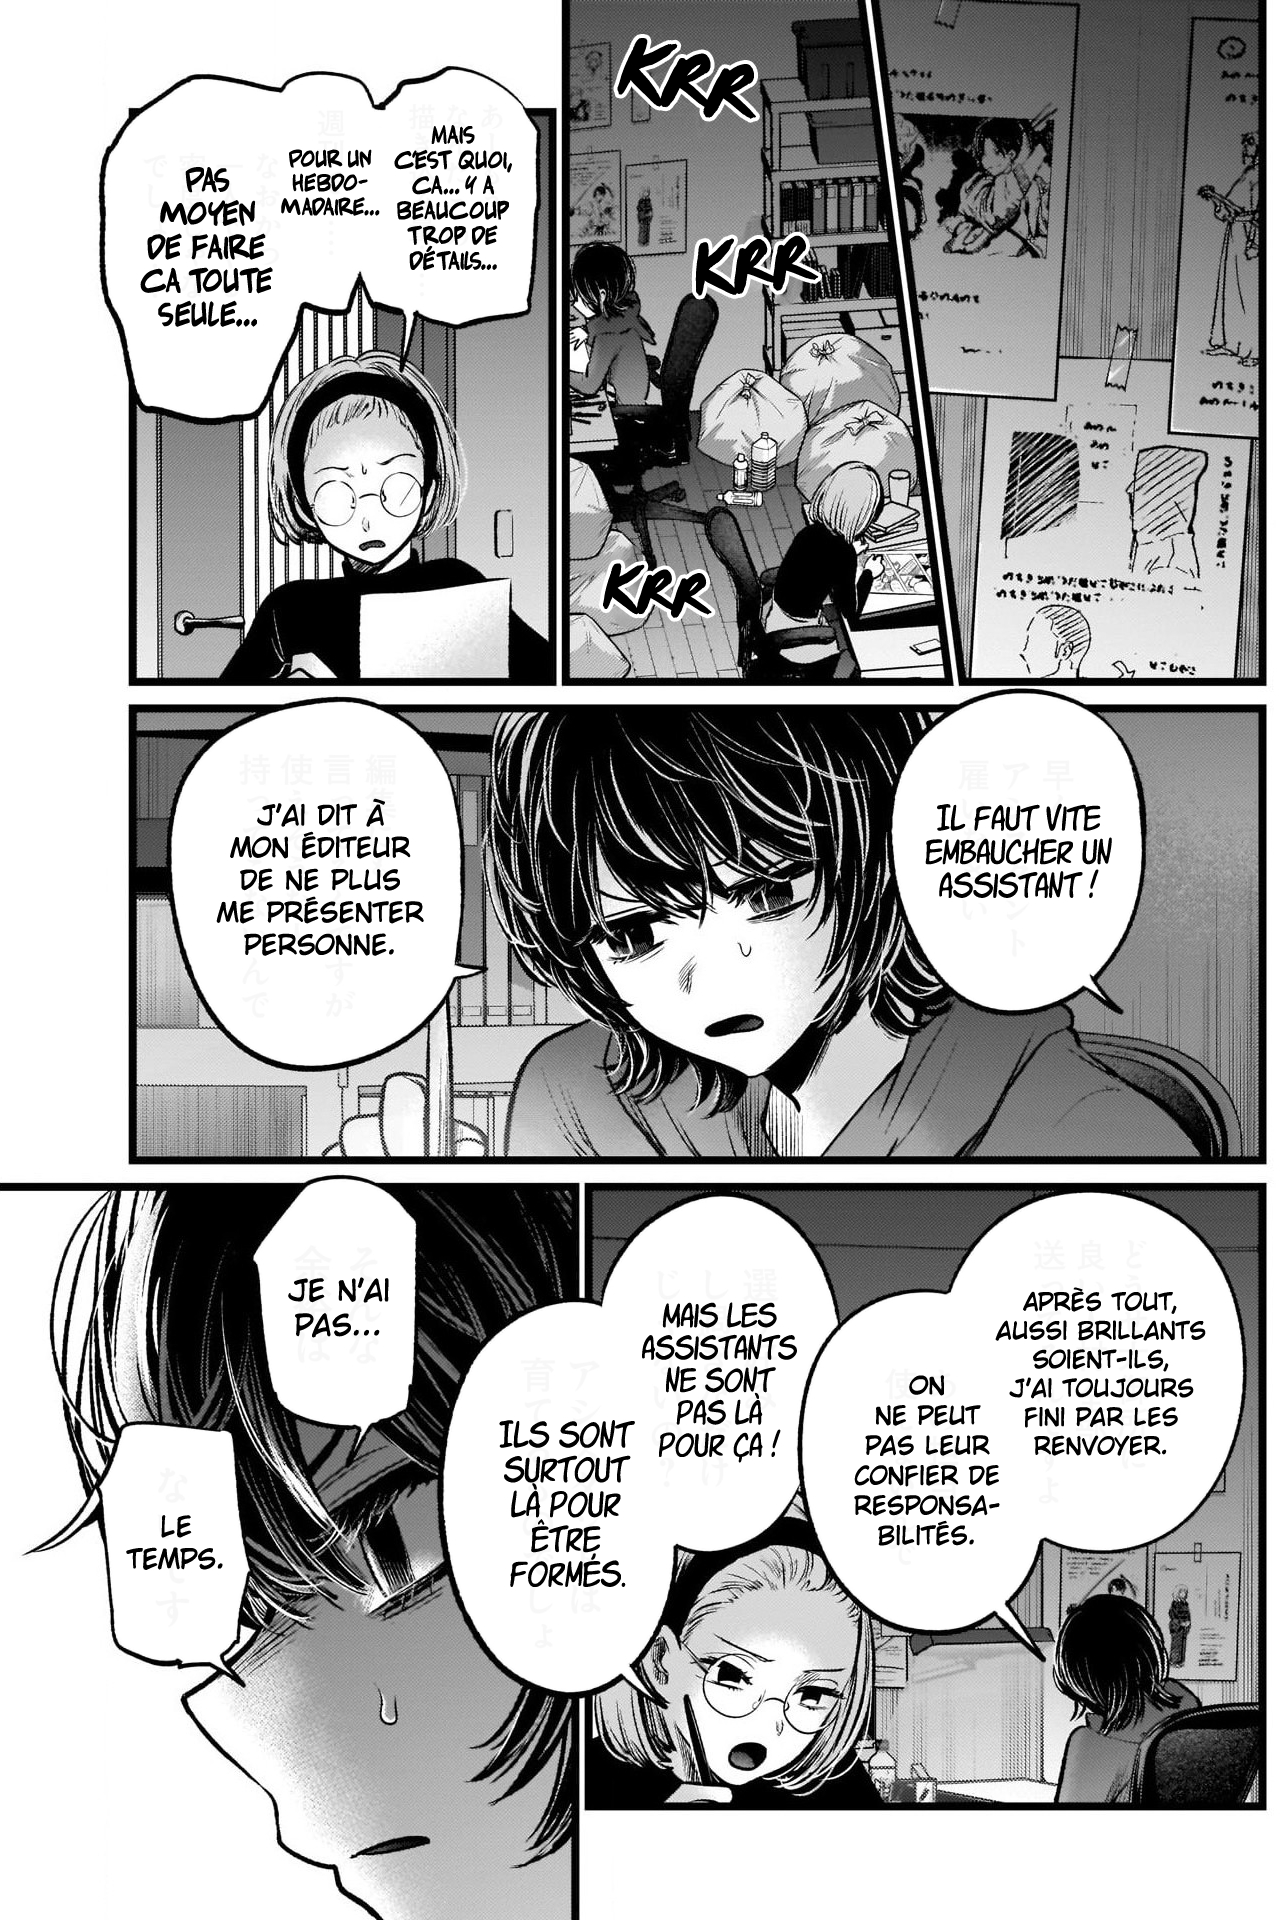 KRR
KRR
KRR
MAIS
C'EST QUOI,
CA... Y A
BEAUCOUP
TROP DE
DÉTAILS...
POUR UN
HEBDO-
MADAIRE...
PAS
MOYEN
DE FAIRE
CA TOUTE
SEULE...
IL FAUT VITE
EMBAUCHER UN
ASSISTANT !
J'AI DIT À
MON ÉDITEUR
DE NE PLUS
ME PRÉSENTER
PERSONNE.
APRÈS TOUT,
AUSSI BRILLANTS
SOIENT-ILS,
J'AI TOUJOURS
FINI PAR LES
RENVOYER.
ON
NE PEUT
PAS LEUR
CONFIER DE
RESPONSA-
BILITÉS.
MAIS LES
ASSISTANTS
NE SONT
PAS LÀ
POUR ÇA !
ILS SONT
SURTOUT
LÀ POUR
ÊTRE
FORMÉS.
JE N'AI
PAS...
LE
TEMPS.